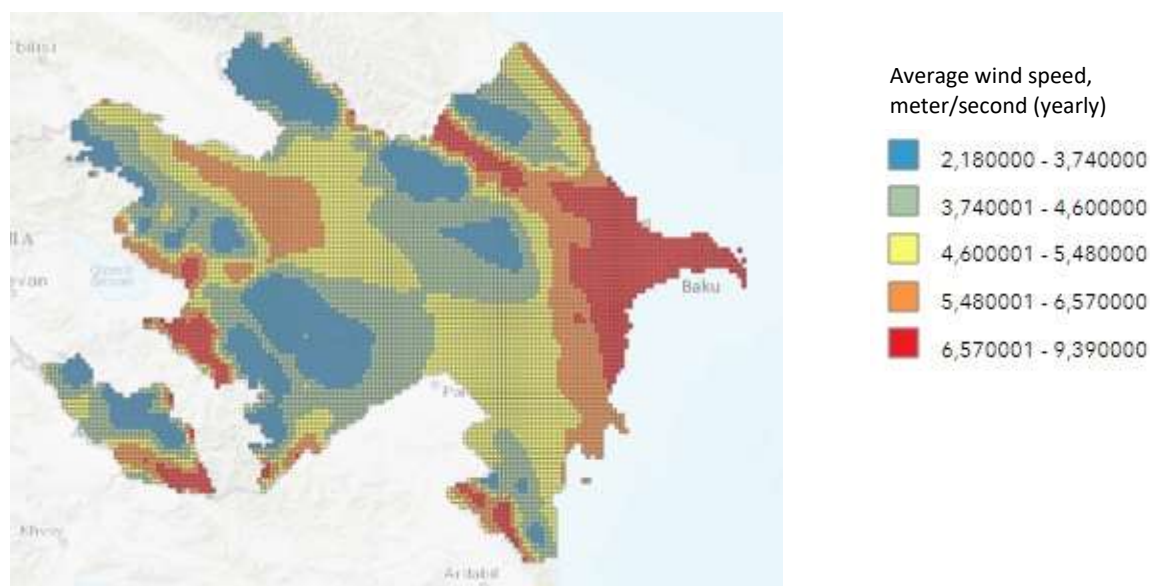 Average wind speed,
meter/second (yearly)
2,180000 - 3,740000
3,740001 - 4,600000
4,600001 - 5,480000
5,480001 - 6,570000
6,570001 - 9,390000
Baku
Khvoy
Ardabil